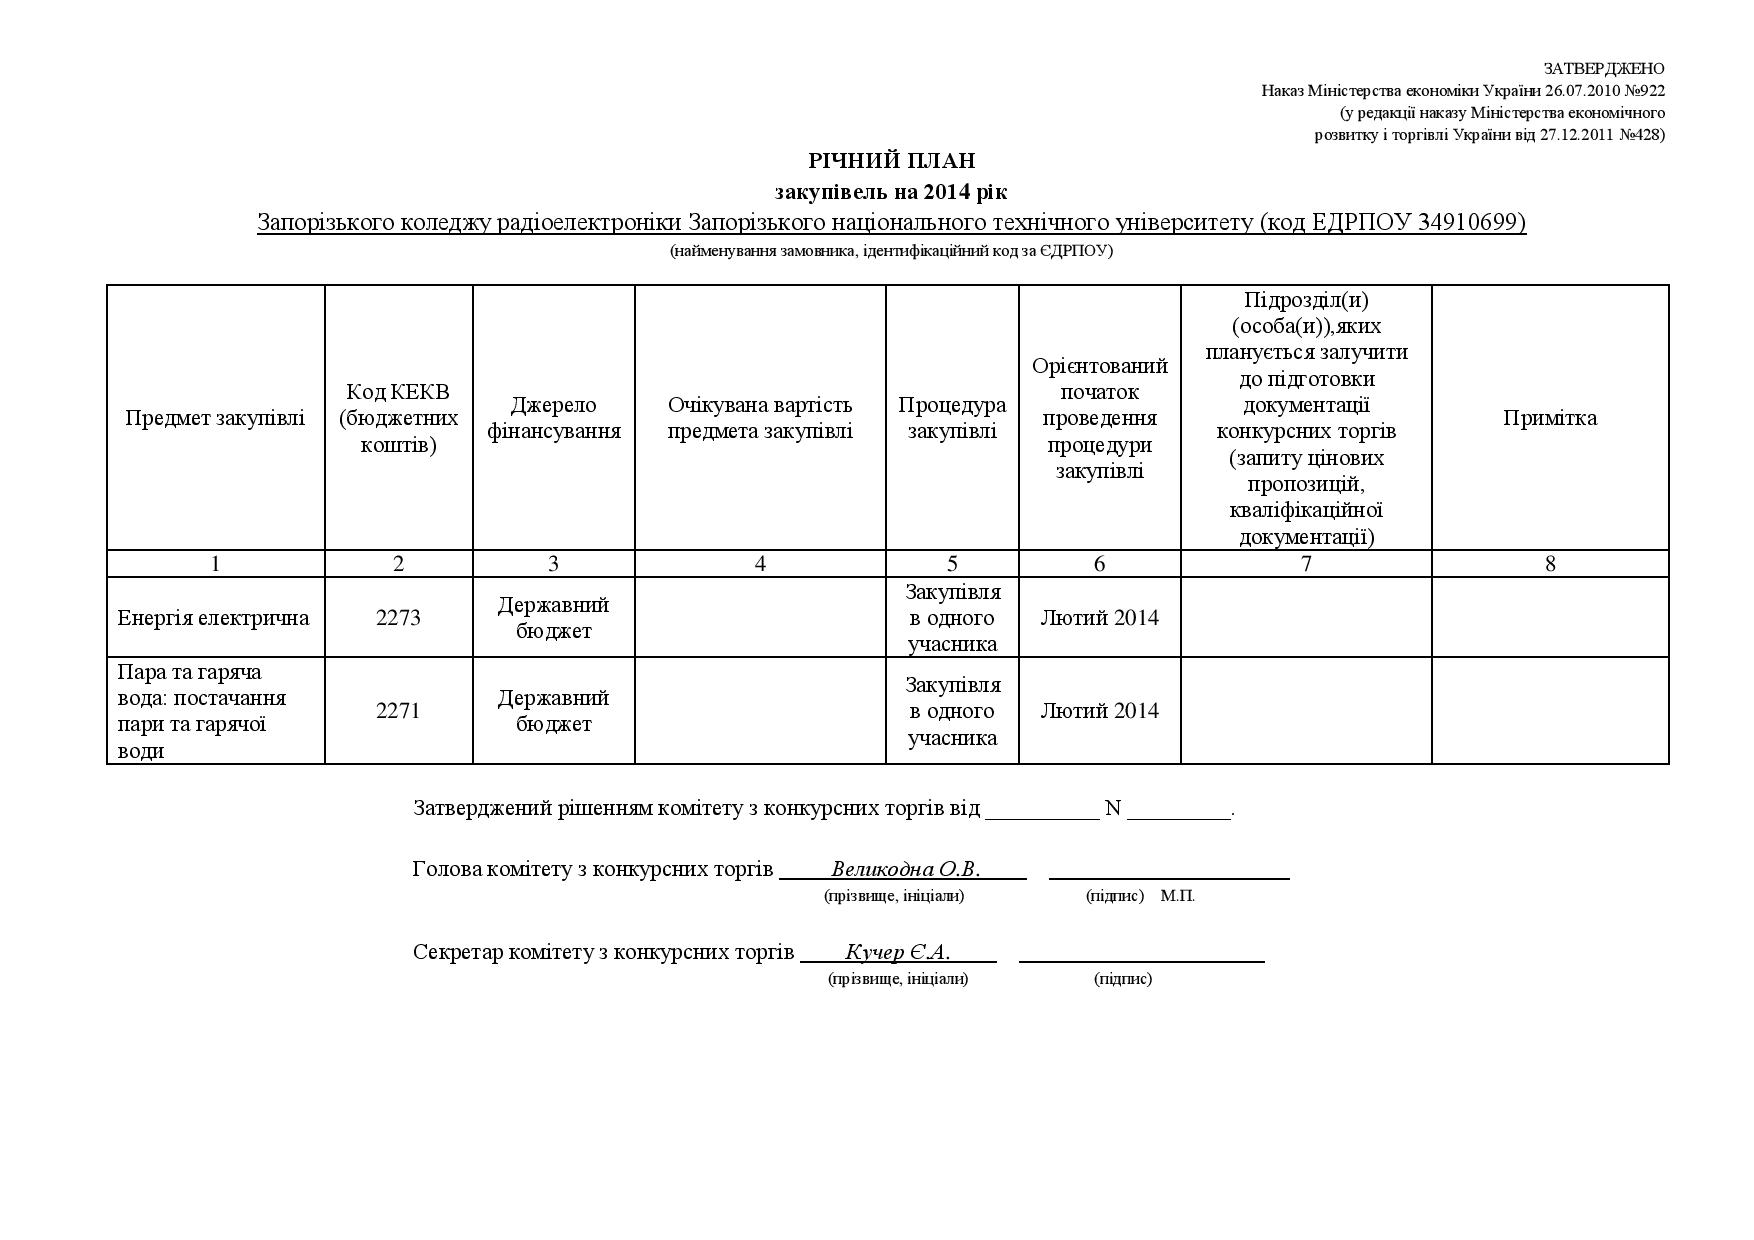 ЗАТВЕРДЖЕНО
Наказ Міністерства економіки України 26.07.2010 №922
(у редакції наказу Міністерства економічного
розвитку і торгівлі України від 27.12.2011 №428)
РІЧНИЙ ПЛАН
закупівель на 2014 рік
Запорізького коледжу радіоелектроніки Запорізького національного технічного університету (код ЕДРПОУ 34910699)
(найменування замовника, ідентифікаційний код за ЄДРПОУ)
Предмет закупівлі
Код КЕКВ
(бюджетних
коштів)
Джерело
фінансування
Очікувана вартість
предмета закупівлі
Процедура
закупівлі
Орієнтований
початок
проведення
процедури
закупівлі
Підрозділ(и)
(особа(и)),яких
планується залучити
до підготовки
документації
конкурсних торгів
(запиту цінових
пропозицій,
кваліфікаційної
документації)
Примітка
1 2 3 4 5 6 7 8
Енергія електрична
2273
Державний
бюджет
Закупівля
в одного
учасника
Лютий 2014
Пара та гаряча
вода: постачання
пари та гарячої
води
2271
Державний
бюджет
Закупівля
в одного
учасника
Лютий 2014
Затверджений рішенням комітету з конкурсних торгів від ___________ N __________.
Голова комітету з конкурсних торгів Великодна О.В.
(прізвище, ініціали) (підпис) М.П.
Секретар комітету з конкурсних торгів Кучер Є.А.
(прізвище, ініціали) (підпис)